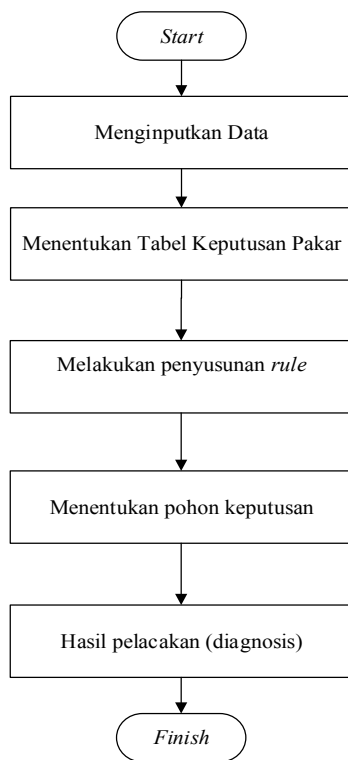 Start
Menginputkan Data
Menentukan Tabel Keputusan Pakar
Melakukan penyusunan rule
Menentukan pohon keputusan
Hasil pelacakan (diagnosis)
Finish